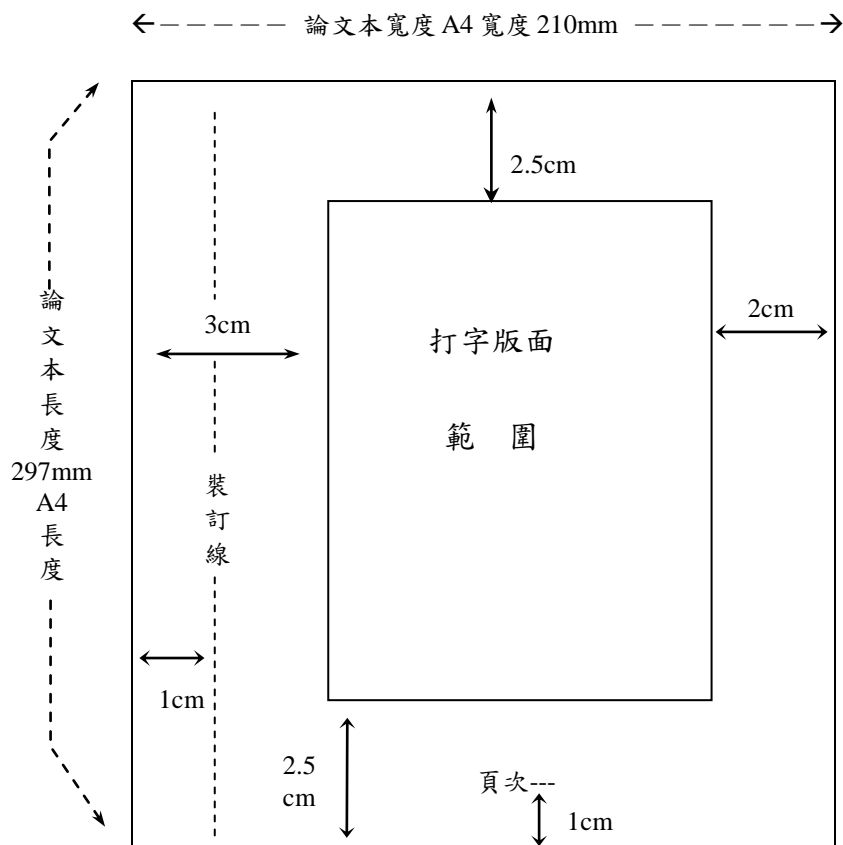 論文本寬度 A4 寬度 210mm
2.5cm
論文本長度
297mm
A4
長度
3cm
2cm
打字版面
範 圍
裝訂線
1cm
2.5
cm
頁次---
1cm